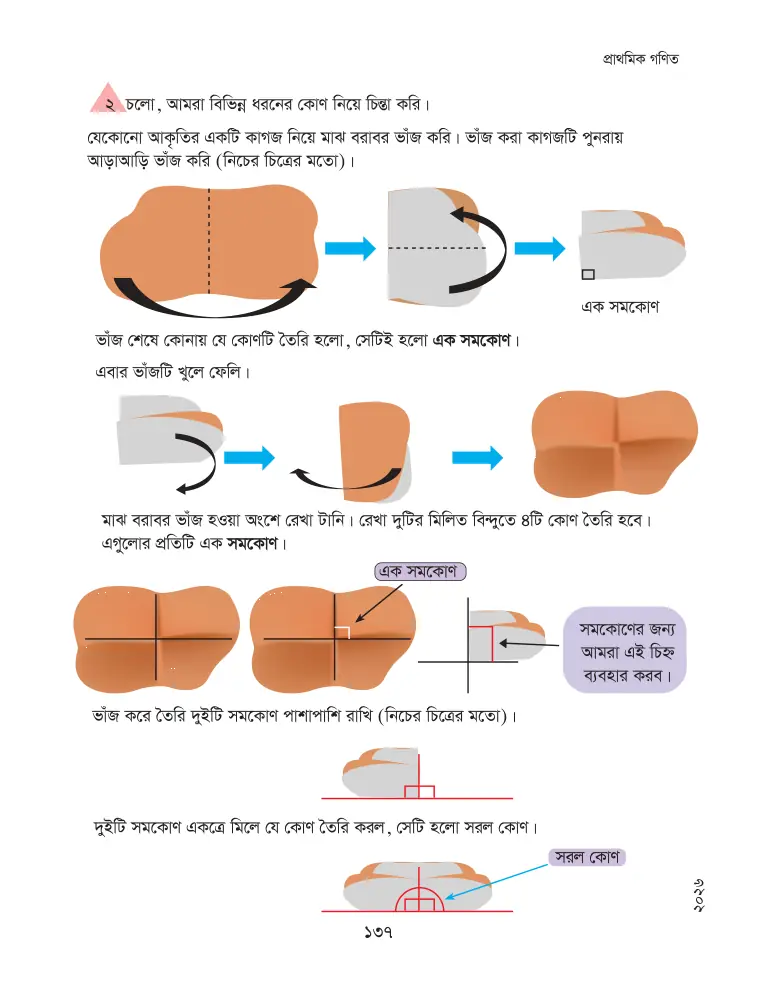 প্রাথমিক গণিত
২ চলো, আমরা বিভিন্ন ধরনের কোণ নিয়ে চিন্তা করি।
যেকোনো আকৃতির একটি কাগজ নিয়ে মাঝ বরাবর ভাঁজ করি। ভাঁজ করা কাগজটি পুনরায়
আড়াআড়ি ভাঁজ করি (নিচের চিত্রের মতো)।
এক সমকোণ
ভাঁজ শেষে কোনায় যে কোণটি তৈরি হলো, সেটিই হলো এক সমকোণ।
এবার ভাঁজটি খুলে ফেলি।
মাঝ বরাবর ভাঁজ হওয়া অংশে রেখা টানি। রেখা দুটির মিলিত বিন্দুতে ৪টি কোণ তৈরি হবে।
এগুলোর প্রতিটি এক সমকোণ।
এক সমকোণ
সমকোণের জন্য
আমরা এই চিহ্ন
ব্যবহার করব।
ভাঁজ করে তৈরি দুইটি সমকোণ পাশাপাশি রাখি (নিচের চিত্রের মতো)।
দুইটি সমকোণ একত্রে মিলে যে কোণ তৈরি করল, সেটি হলো সরল কোণ।
সরল কোণ
২০২৬
১৩৭